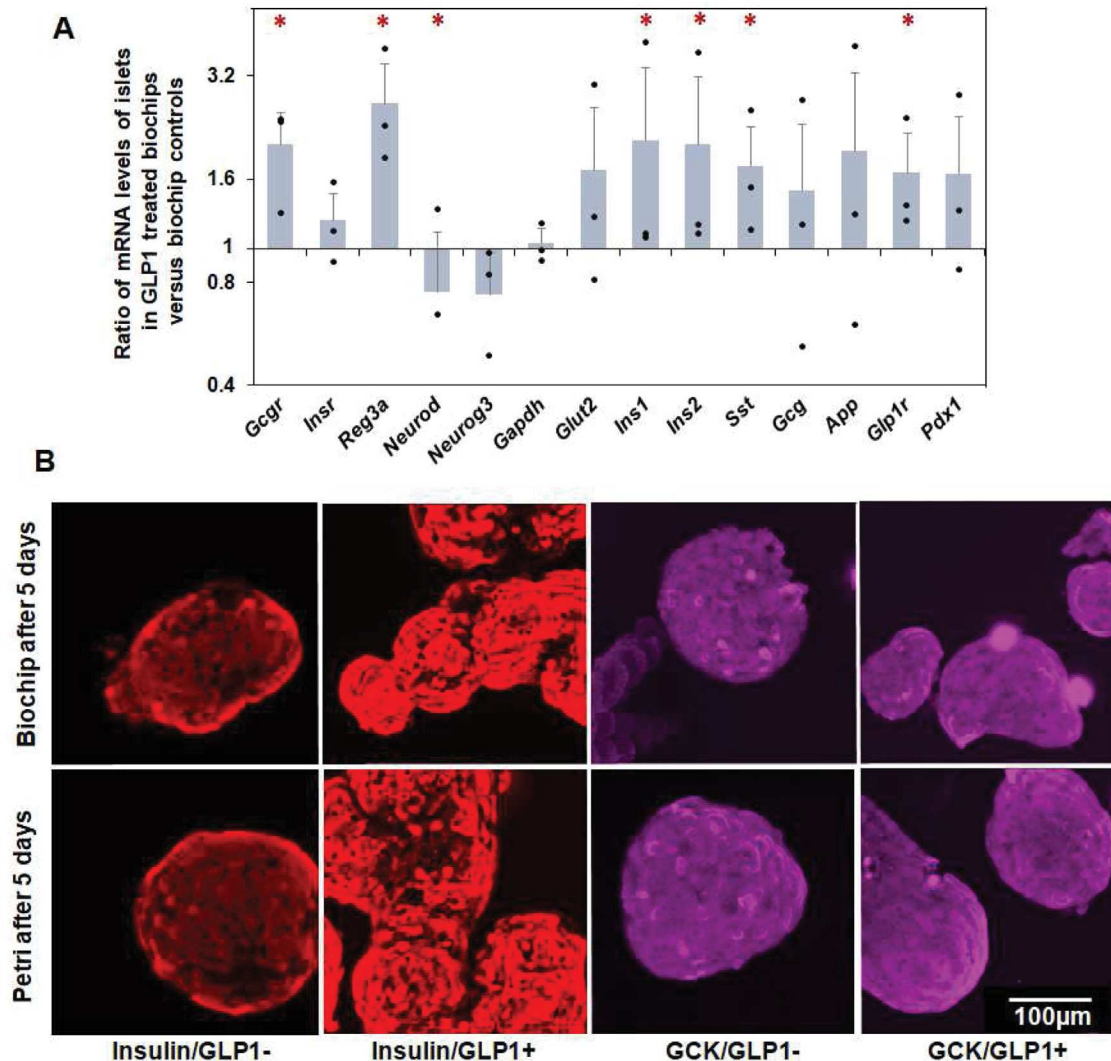 A
Ratio of mRNA levels of islets
in GLP1 treated biochips
versus biochip controls
* * * * * * *
3.2
1.6
1
0.8
0.4
Gcgr
Insr
Reg3a
Neurod
Neurog3
Gapdh
Glut2
Ins1
Ins2
Sst
Gcg
App
Glp1r
Pdx1
B
Biochip after 5 days
Petri after 5 days
100µm
Insulin/GLP1- Insulin/GLP1+ GCK/GLP1- GCK/GLP1+